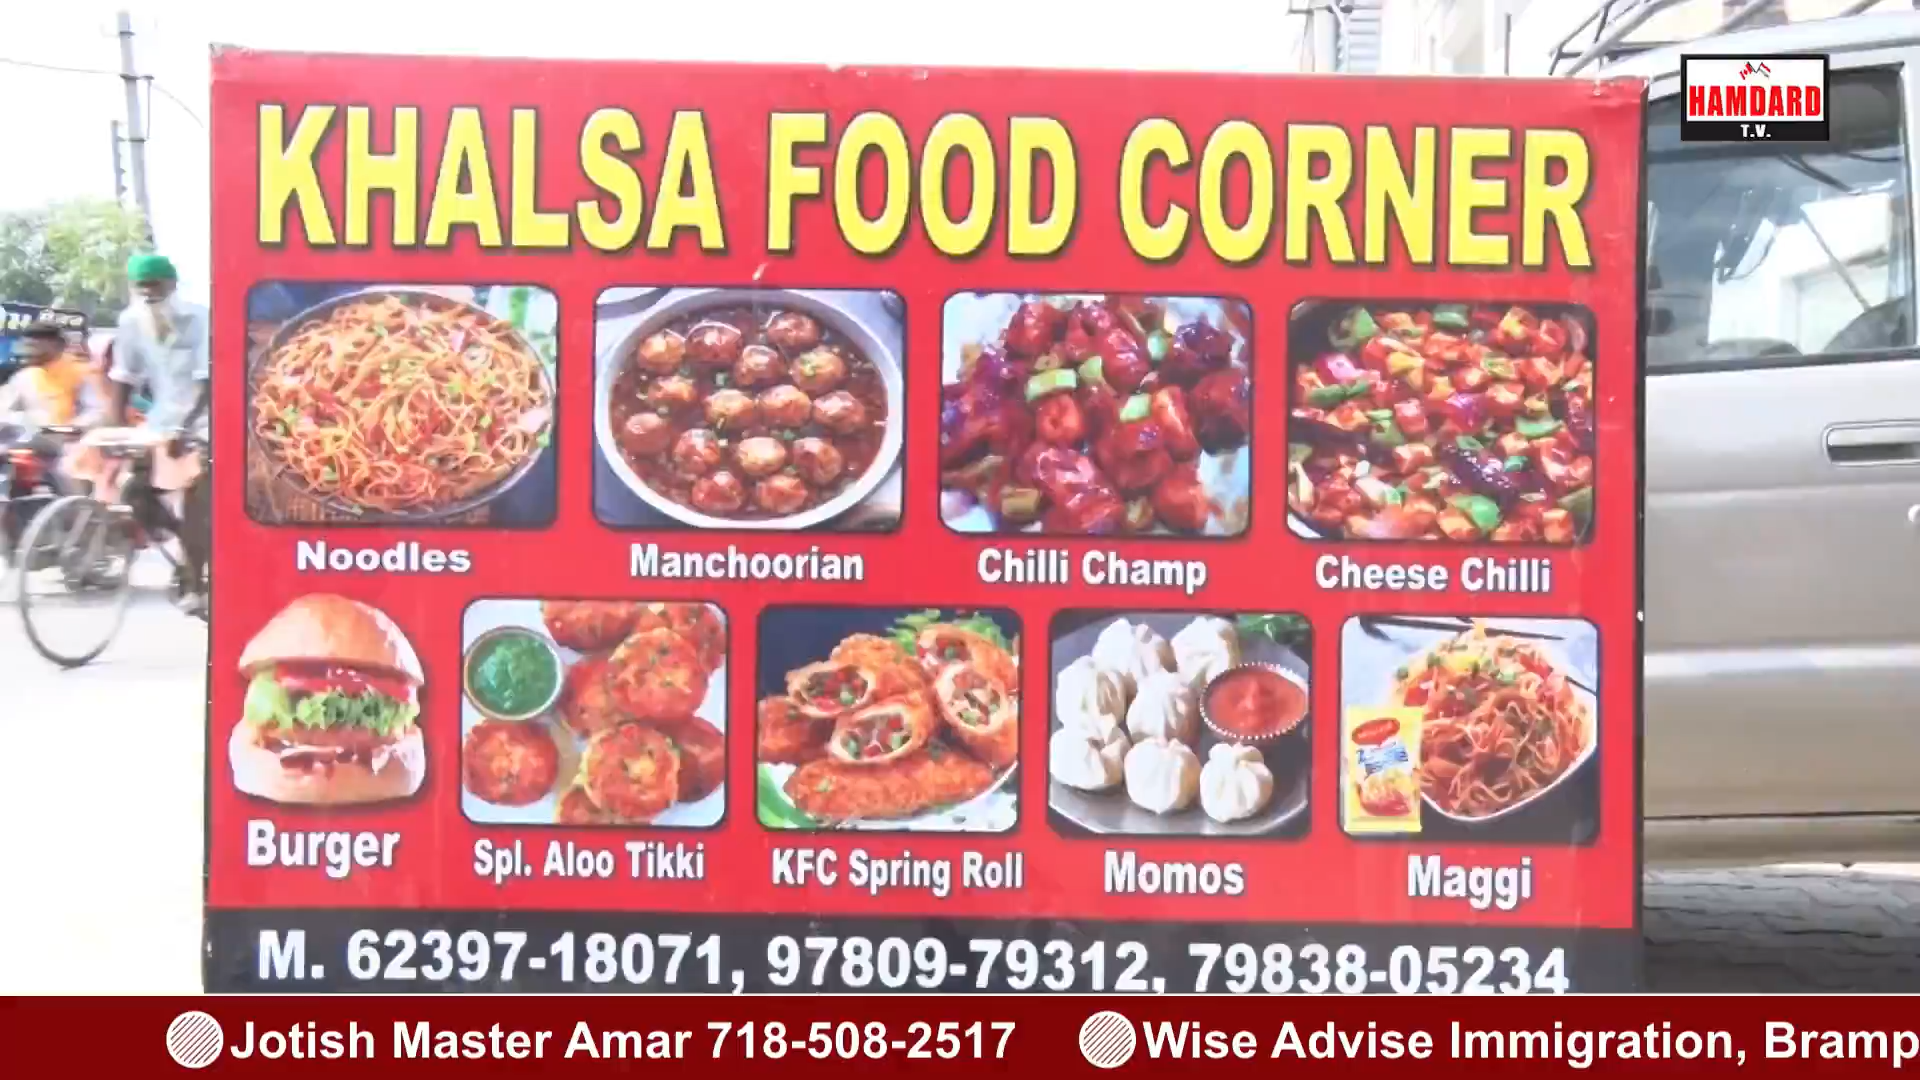 KHALSA FOOD CORNER
HAMDARD
T.V.
Noodles
Manchoorian
Chilli Champ
Cheese Chilli
Burger
Spl. Aloo Tikki
KFC Spring Roll
Momos
Maggi
M. 62397-18071, 97809-79312, 79838-05234
Jotish Master Amar 718-508-2517
Wise Advise Immigration, Bramp